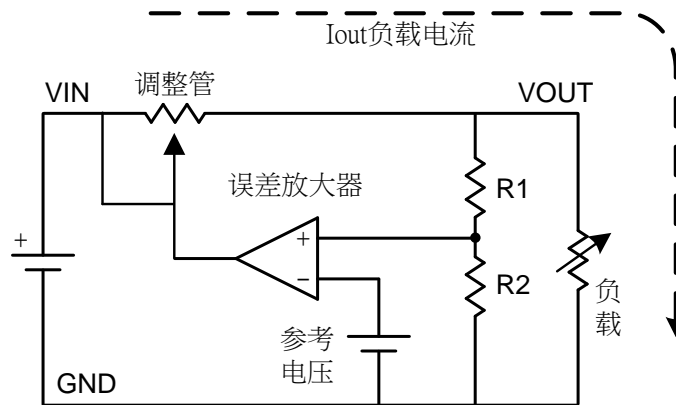 Iout负载电流
VIN
调整管
VOUT
误差放大器
R1
+
+
−
R2
负
载
参考
电压
GND